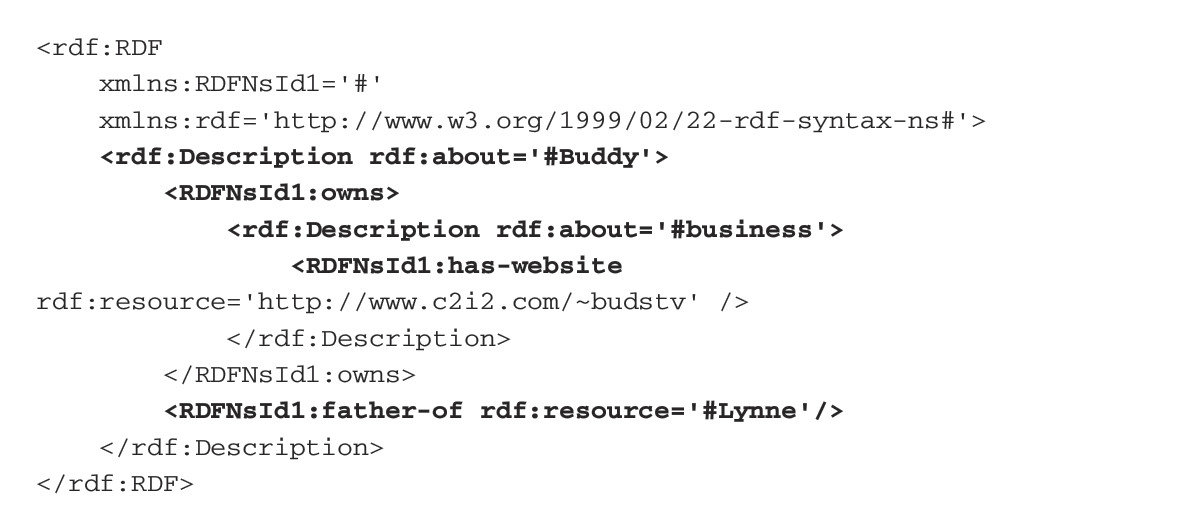 <rdf:RDF
    xmlns:RDFNsId1='#'
    xmlns:rdf='http://www.w3.org/1999/02/22-rdf-syntax-ns#'>
    <rdf:Description rdf:about='#Buddy'>
        <RDFNsId1:owns>
            <rdf:Description rdf:about='#business'>
                <RDFNsId1:has-website
rdf:resource='http://www.c2i2.com/~budstv' />
            </rdf:Description>
        </RDFNsId1:owns>
        <RDFNsId1:father-of rdf:resource='#Lynne'/>
    </rdf:Description>
</rdf:RDF>